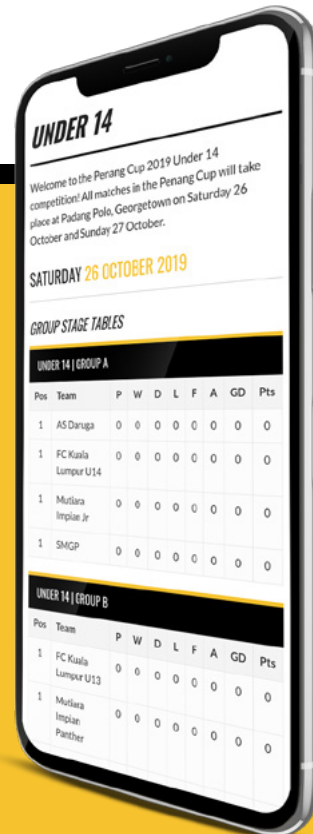 UNDER 14
Welcome to the Perang Cup 2019 Under 14
competition! All matches in the Penang Cup will take
place at Padang Polo, Georgetown on Saturday 26
October and Sunday 27 October.
SATURDAY 26 OCTOBER 2019
GROUP STAGE TABLES
UNDER 14 | GROUP A
Pos Team P W D L F A GD Pts
1 AS Daruga 0 0 0 0 0 0 0 0
1 FC Kuala 0 0 0 0 0 0 0 0
Lumpur U14
1 Mutiara 0 0 0 0 0 0 0 0
Impian Jr
1 SMGP 0 0 0 0 0 0 0 0
UNDER 14 | GROUP B
Pos Team P W D L F A GD Pts
1 FC Kuala 0 0 0 0 0 0 0 0
Lumpur U13
1 Mutiara 0 0 0 0 0 0 0 0
Impian
Panther